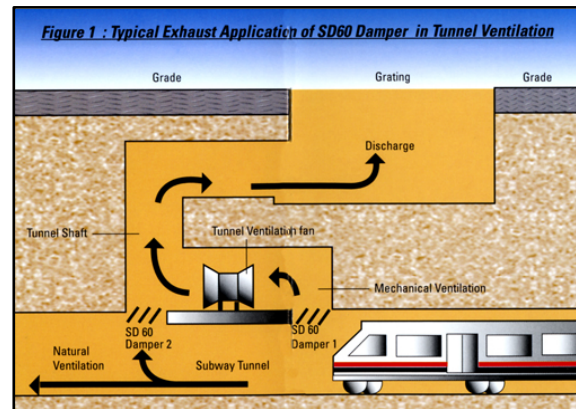 Figure 1 : Typical Exhaust Application of SD60 Damper in Tunnel Ventilation
Grade
Grating
Grade
Discharge
Tunnel Shaft
Tunnel Ventilation fan
Mechanical Ventilation
SD 60
Damper 2
SD 60
Damper 1
Natural
Ventilation
Subway Tunnel